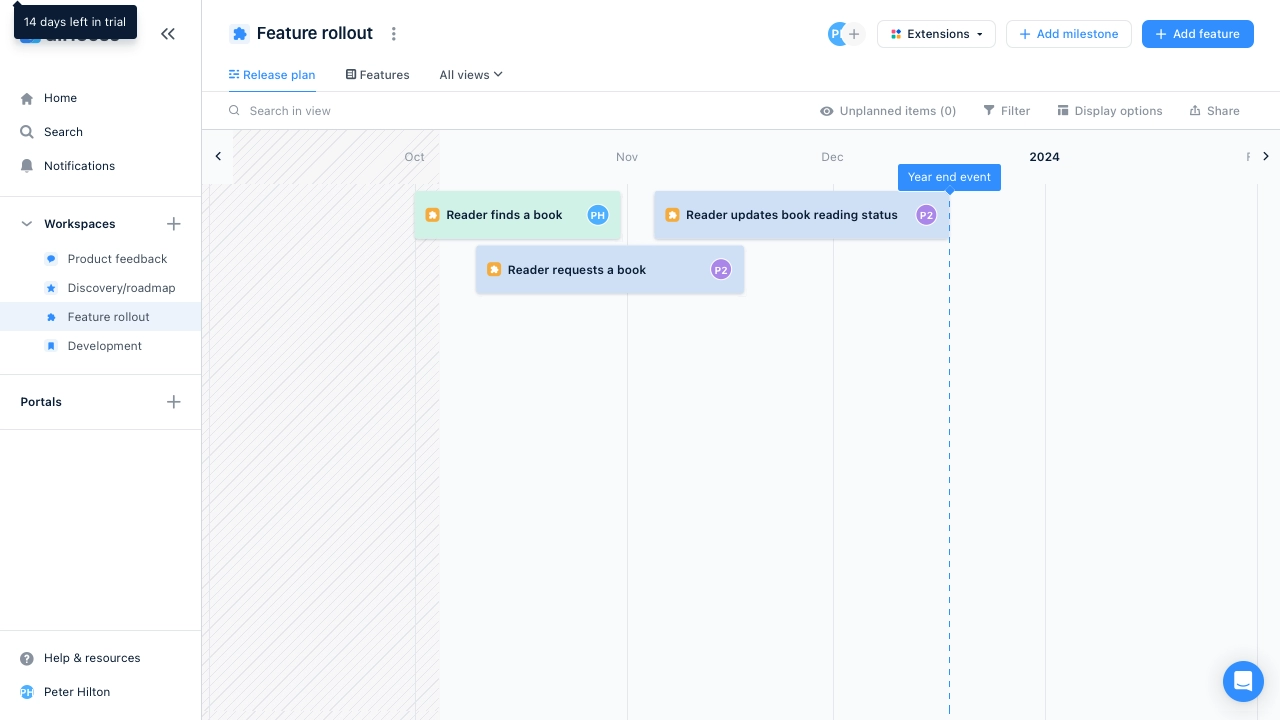 14 days left in trial
Home
Search
Notifications
Workspaces
Product feedback
Discovery/roadmap
Feature rollout
Development
Portals
Help & resources
PH Peter Hilton
Feature rollout
Extensions
Add milestone
Add feature
Release plan
Features
All views
Search in view
Unplanned items (0)
Filter
Display options
Share
Oct
Nov
Dec
2024
Year end event
Reader finds a book PH
Reader updates book reading status P2
Reader requests a book P2